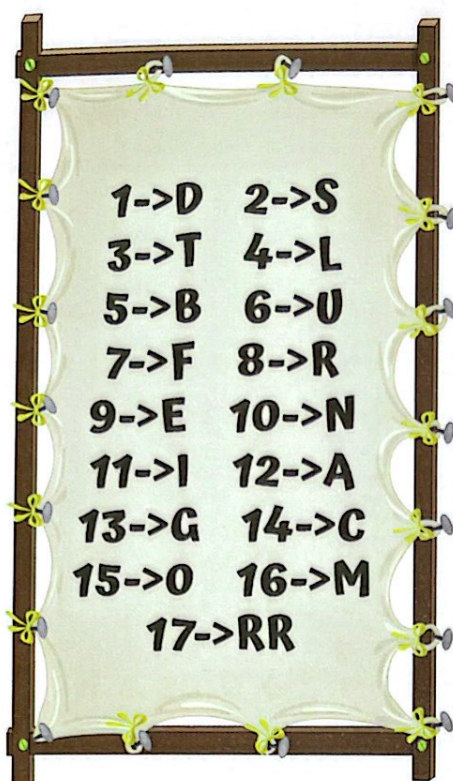 1->D 2->S
3->T 4->L
5->B 6->U
7->F 8->R
9->E 10->N
11->I 12->A
13->G 14->C
15->O 16->M
17->RR